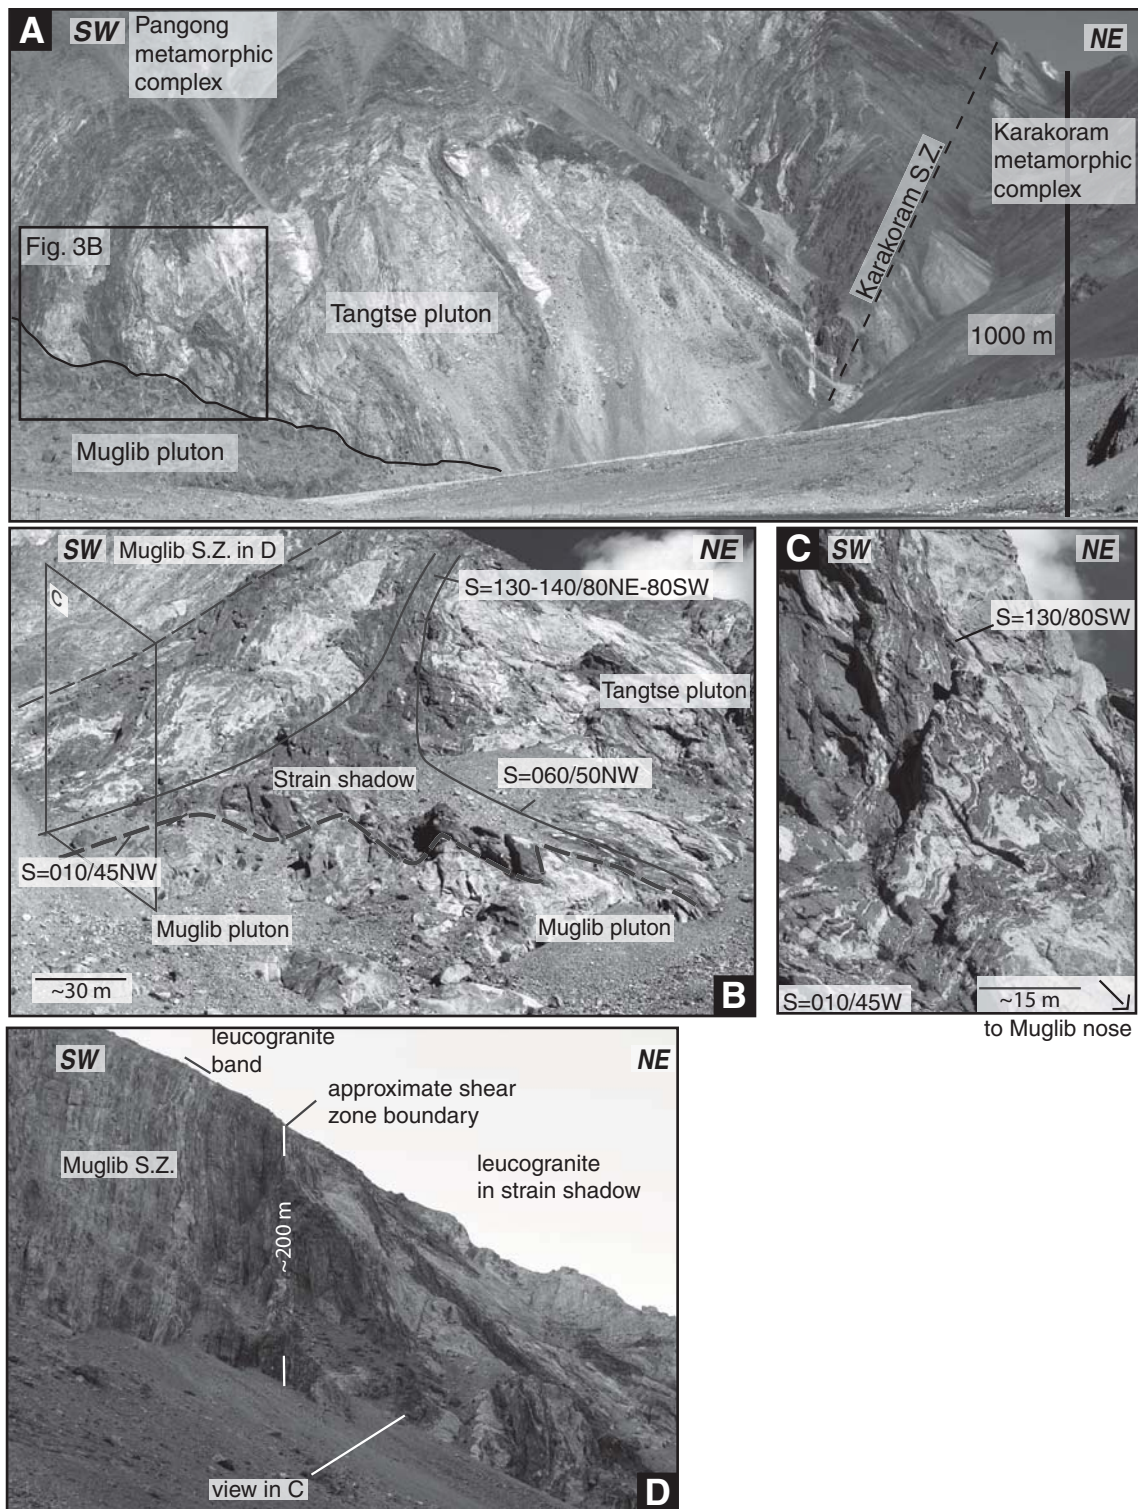 A
SW
Pangong
metamorphic
complex
NE
Karakoram S.Z.
Karakoram
metamorphic
complex
Fig. 3B
Tangtse pluton
1000 m
Muglib pluton
SW
Muglib S.Z. in D
NE
C
S=130-140/80NE-80SW
Tangtse pluton
Strain shadow
S=060/50NW
S=010/45NW
Muglib pluton
Muglib pluton
~30 m
B
C
SW
NE
S=130/80SW
S=010/45W
~15 m
to Muglib nose
SW
leucogranite
band
NE
approximate shear
zone boundary
Muglib S.Z.
leucogranite
in strain shadow
~200 m
view in C
D